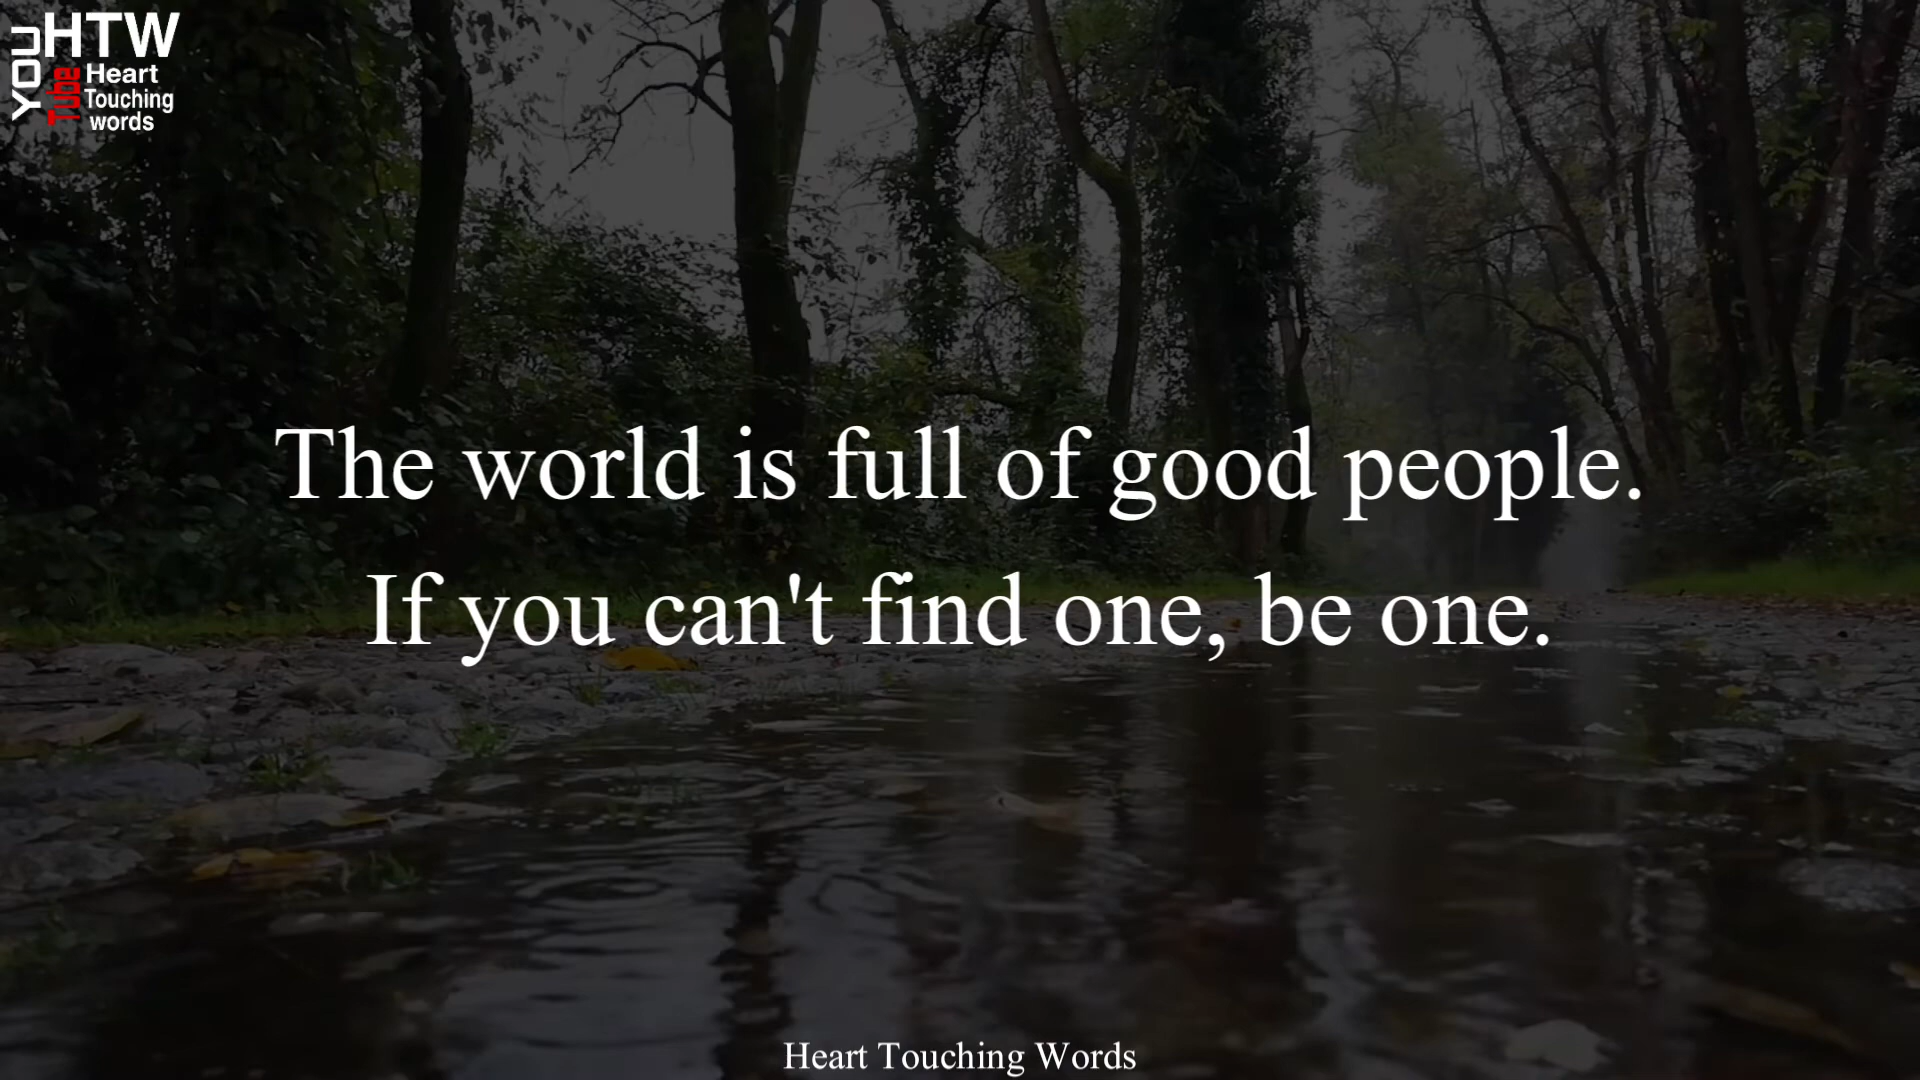 YOU
Tube
HTW
Heart
Touching
words
The world is full of good people.
If you can't find one, be one.
Heart Touching Words